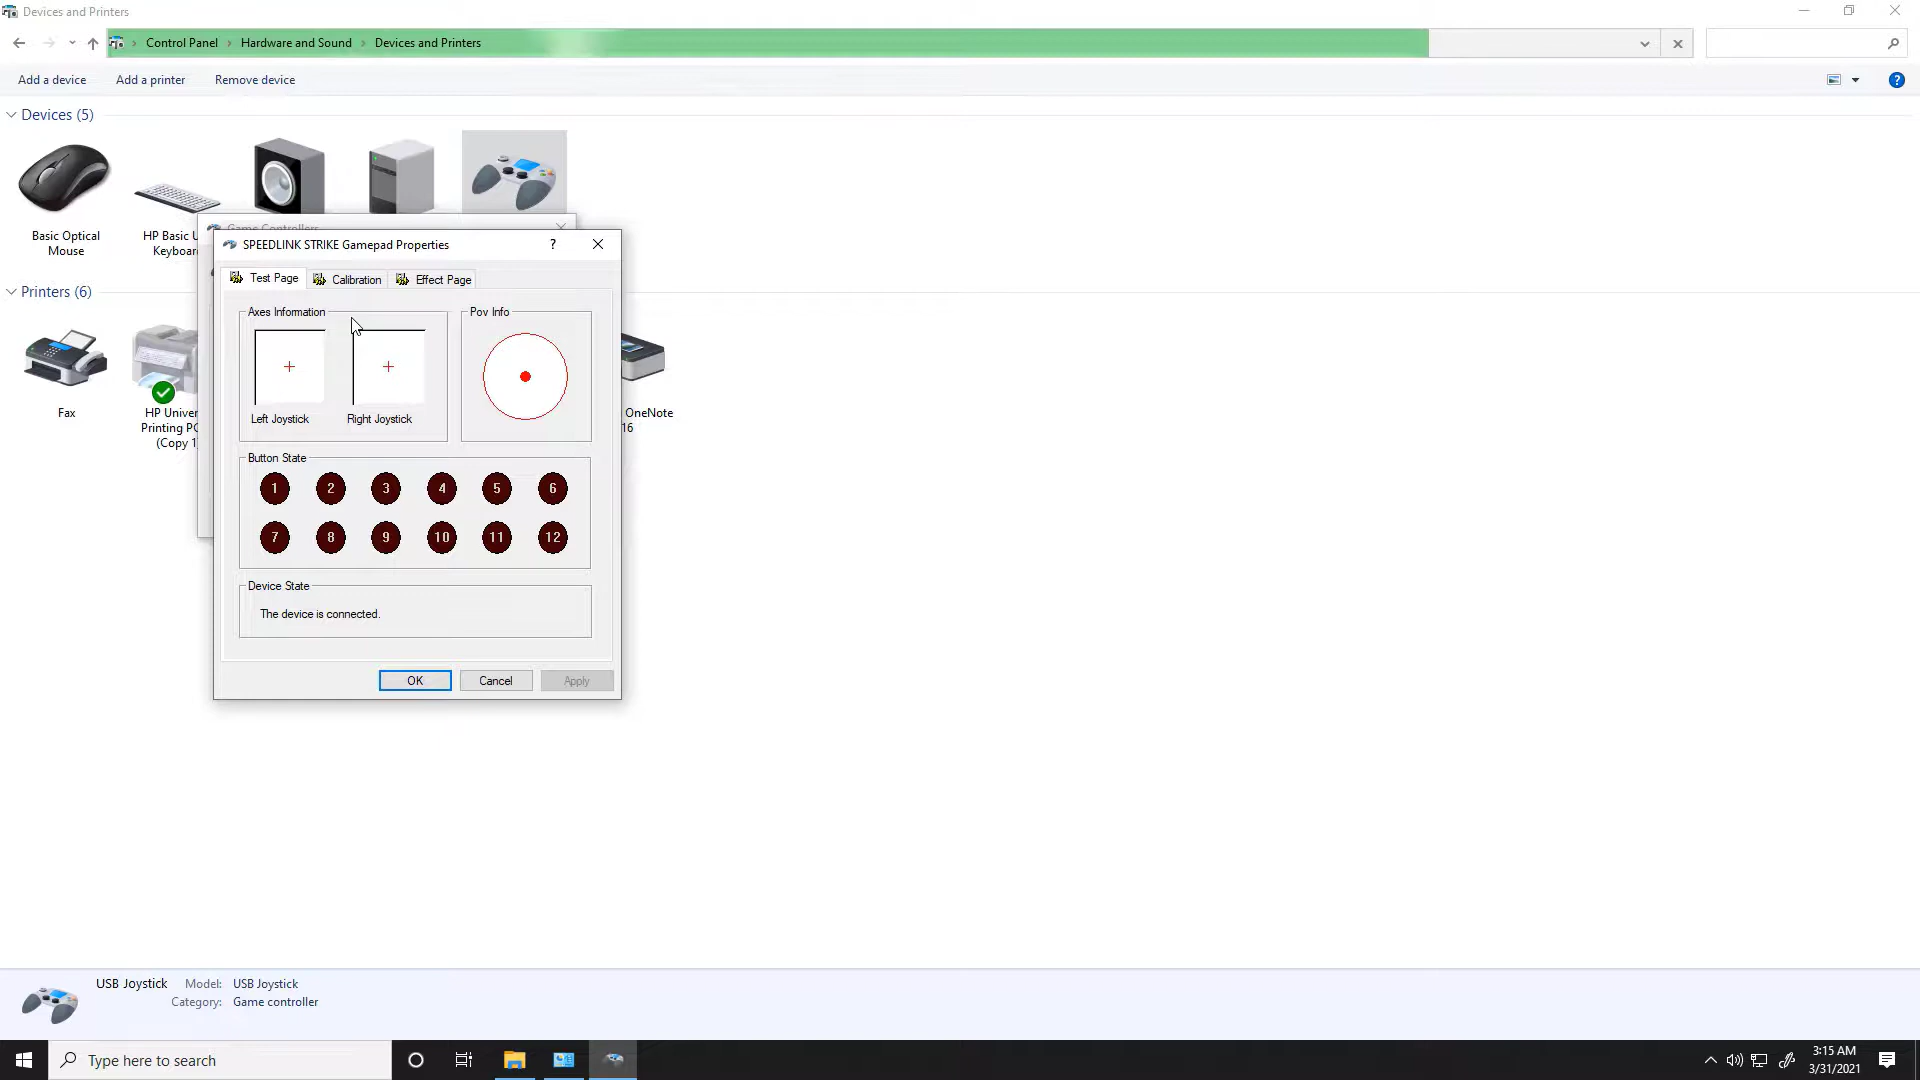 Devices and Printers
Control Panel
Hardware and Sound
Devices and Printers
Add a device
Add a printer
Remove device
?
Devices (5)
Basic Optical
Mouse
HP Basic U
Keyboar
Game Controllers
SPEEDLINK STRIKE Gamepad Properties
?
Test Page
Calibration
Effect Page
Axes Information
Left Joystick
Right Joystick
Pov Info
Button State
1 2 3 4 5 6
7 8 9 10 11 12
Device State
The device is connected.
OK
Cancel
Apply
Printers (6)
Fax
HP Univer
Printing PC
(Copy 1
OneNote
16
USB Joystick
Model: USB Joystick
Category: Game controller
Type here to search
3:15 AM
3/31/2021